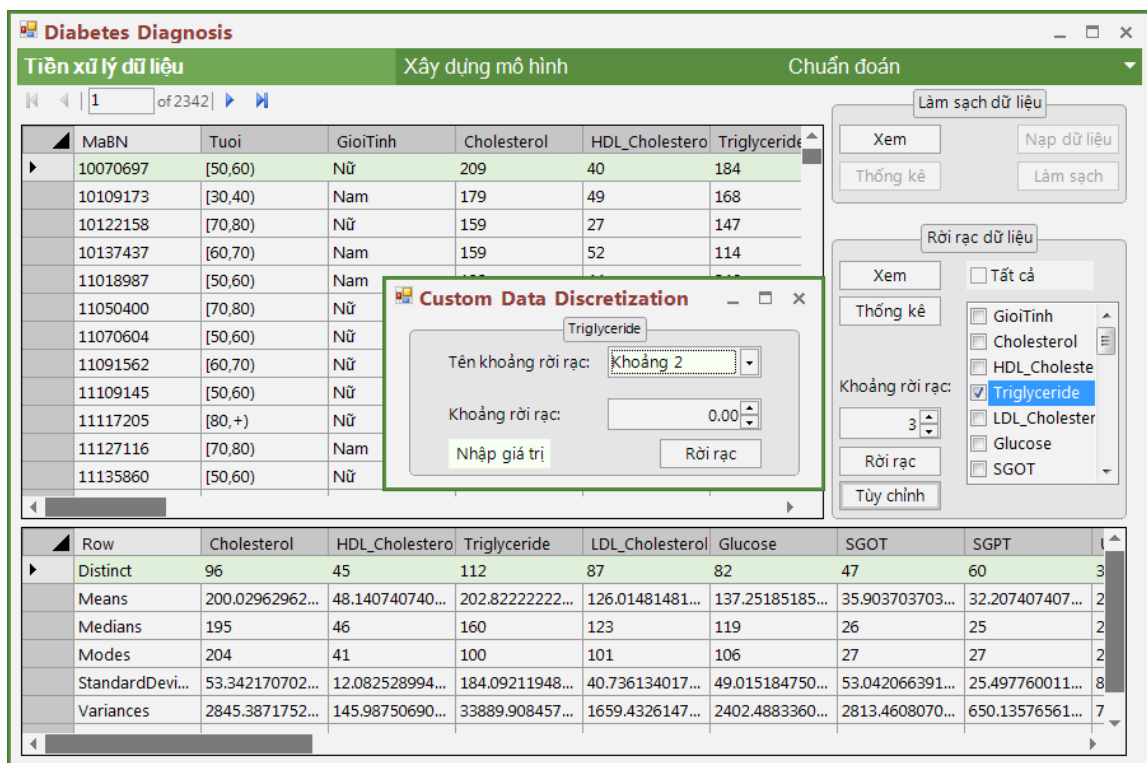 Diabetes Diagnosis
Tiền xử lý dữ liệu Xây dựng mô hình Chuẩn đoán
1 of 2342
MaBN Tuoi GioiTinh Cholesterol HDL_Cholestero Triglyceride
10070697 [50,60) Nữ 209 40 184
10109173 [30,40) Nam 179 49 168
10122158 [70,80) Nữ 159 27 147
10137437 [60,70) Nam 159 52 114
11018987 [50,60) Nam
11050400 [70,80) Nữ
11070604 [50,60) Nữ
11091562 [60,70) Nữ
11109145 [50,60) Nữ
11117205 [80,+) Nữ
11127116 [70,80) Nam
11135860 [50,60) Nữ
Custom Data Discretization
Triglyceride
Tên khoảng rời rạc: Khoảng 2
Khoảng rời rạc: 0.00
Nhập giá trị Rời rạc
Làm sạch dữ liệu
Xem Nạp dữ liệu
Thống kê Làm sạch
Rời rạc dữ liệu
Xem Tất cả
Thống kê
GioiTinh
Cholesterol
HDL_Choleste
Triglyceride
LDL_Cholester
Glucose
SGOT
Khoảng rời rạc:
3
Rời rạc
Tùy chỉnh
Row Cholesterol HDL_Cholestero Triglyceride LDL_Cholesterol Glucose SGOT SGPT
Distinct 96 45 112 87 82 47 60 3
Means 200.02962962... 48.140740740... 202.82222222... 126.01481481... 137.25185185... 35.903703703... 32.207407407... 2
Medians 195 46 160 123 119 26 25 2
Modes 204 41 100 101 106 27 27 2
StandardDevi... 53.342170702... 12.082528994... 184.09211948... 40.736134017... 49.015184750... 53.042066391... 25.497760011... 8
Variances 2845.3871752... 145.98750690... 33889.908457... 1659.4326147... 2402.4883360... 2813.4608070... 650.13576561... 7